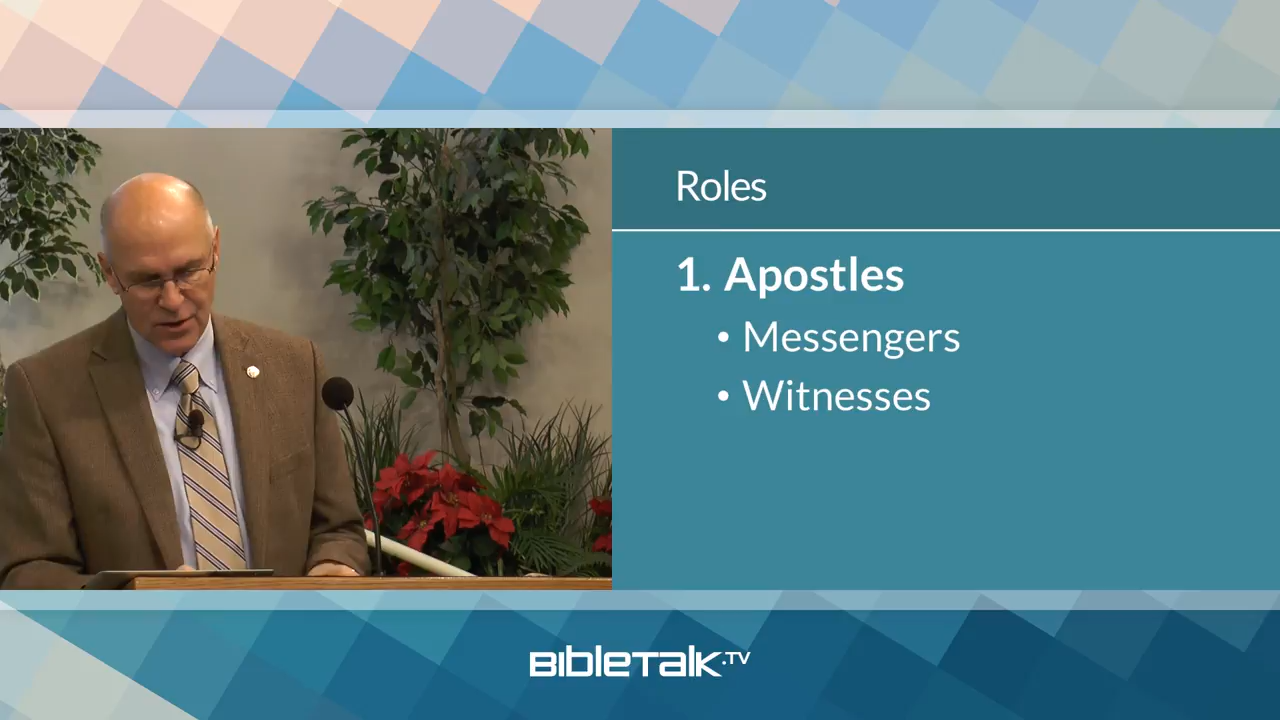 Roles
1. Apostles
• Messengers
• Witnesses
BIBLETALK.TV